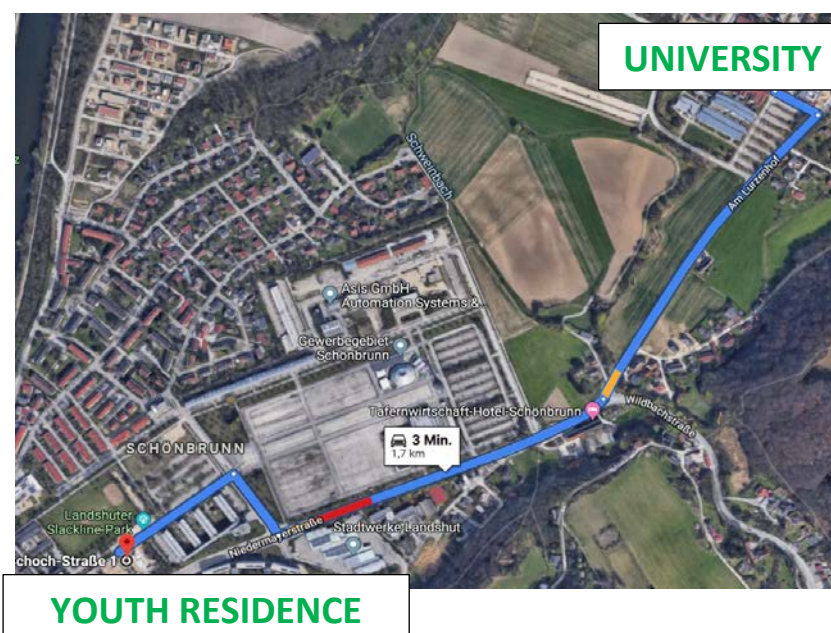 UNIVERSITY
Schweinbach
Am Lurzenhof
Asis GmbH -
Automation Systems &...
Gewerbegebiet
Schönbrunn
Tafernwirtschaft-Hotel-Schönbrunn
Wildbachstraße
3 Min.
1,7 km
SCHÖNBRUNN
Landshuter
Slackline-Park
Niedermayerstraße
Stadtwerke Landshut
choch-Straße 1
YOUTH RESIDENCE